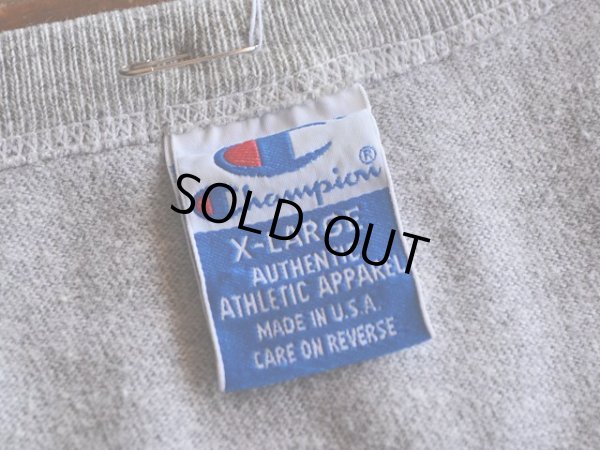 Champion®
X-LARGE
AUTHENTIC
ATHLETIC APPAREL
MADE IN U.S.A.
CARE ON REVERSE
SOLD OUT